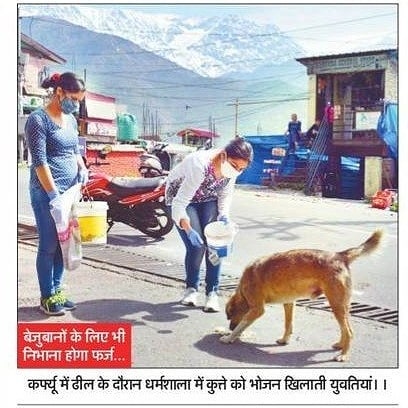 बेजुबानों के लिए भी
निभाना होगा फर्ज...
कर्फ्यू में ढील के दौरान धर्मशाला में कुत्ते को भोजन खिलाती युवतियां। ।